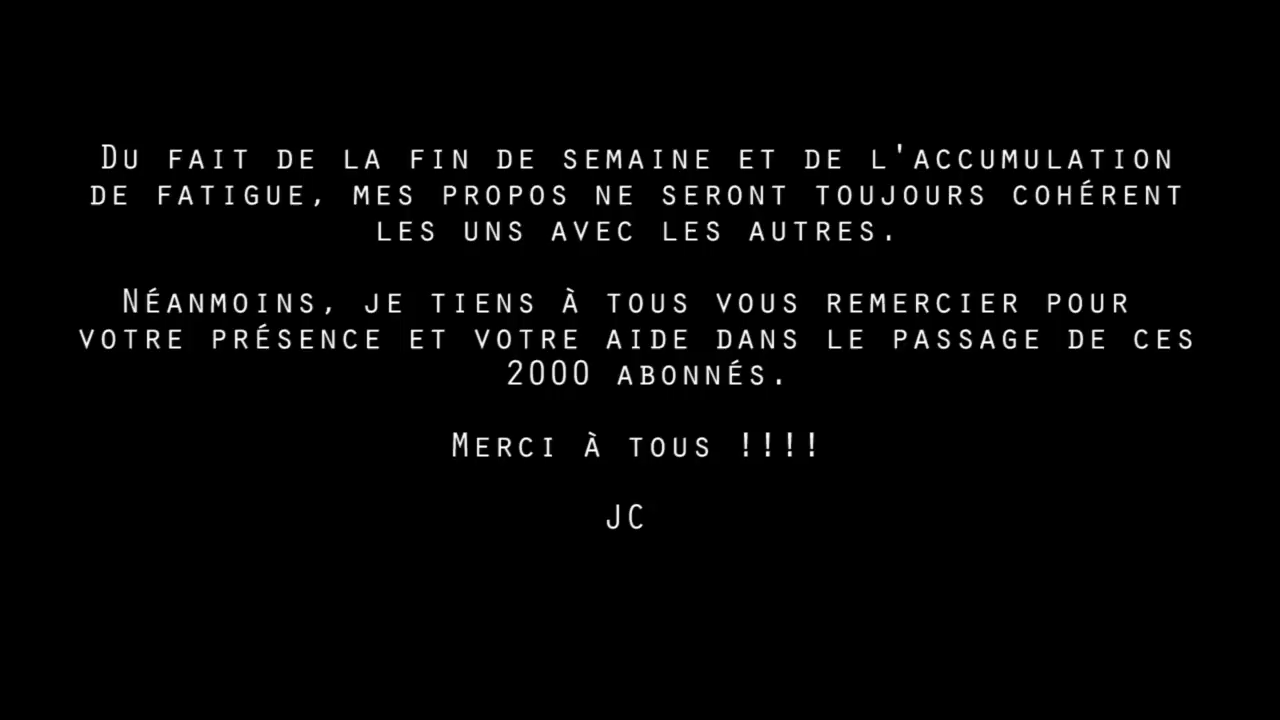 Du fait de la fin de semaine et de l'accumulation
de fatigue, mes propos ne seront toujours cohérent
les uns avec les autres.
Néanmoins, je tiens à tous vous remercier pour
votre présence et votre aide dans le passage de ces
2000 abonnés.
Merci à tous !!!!
JC